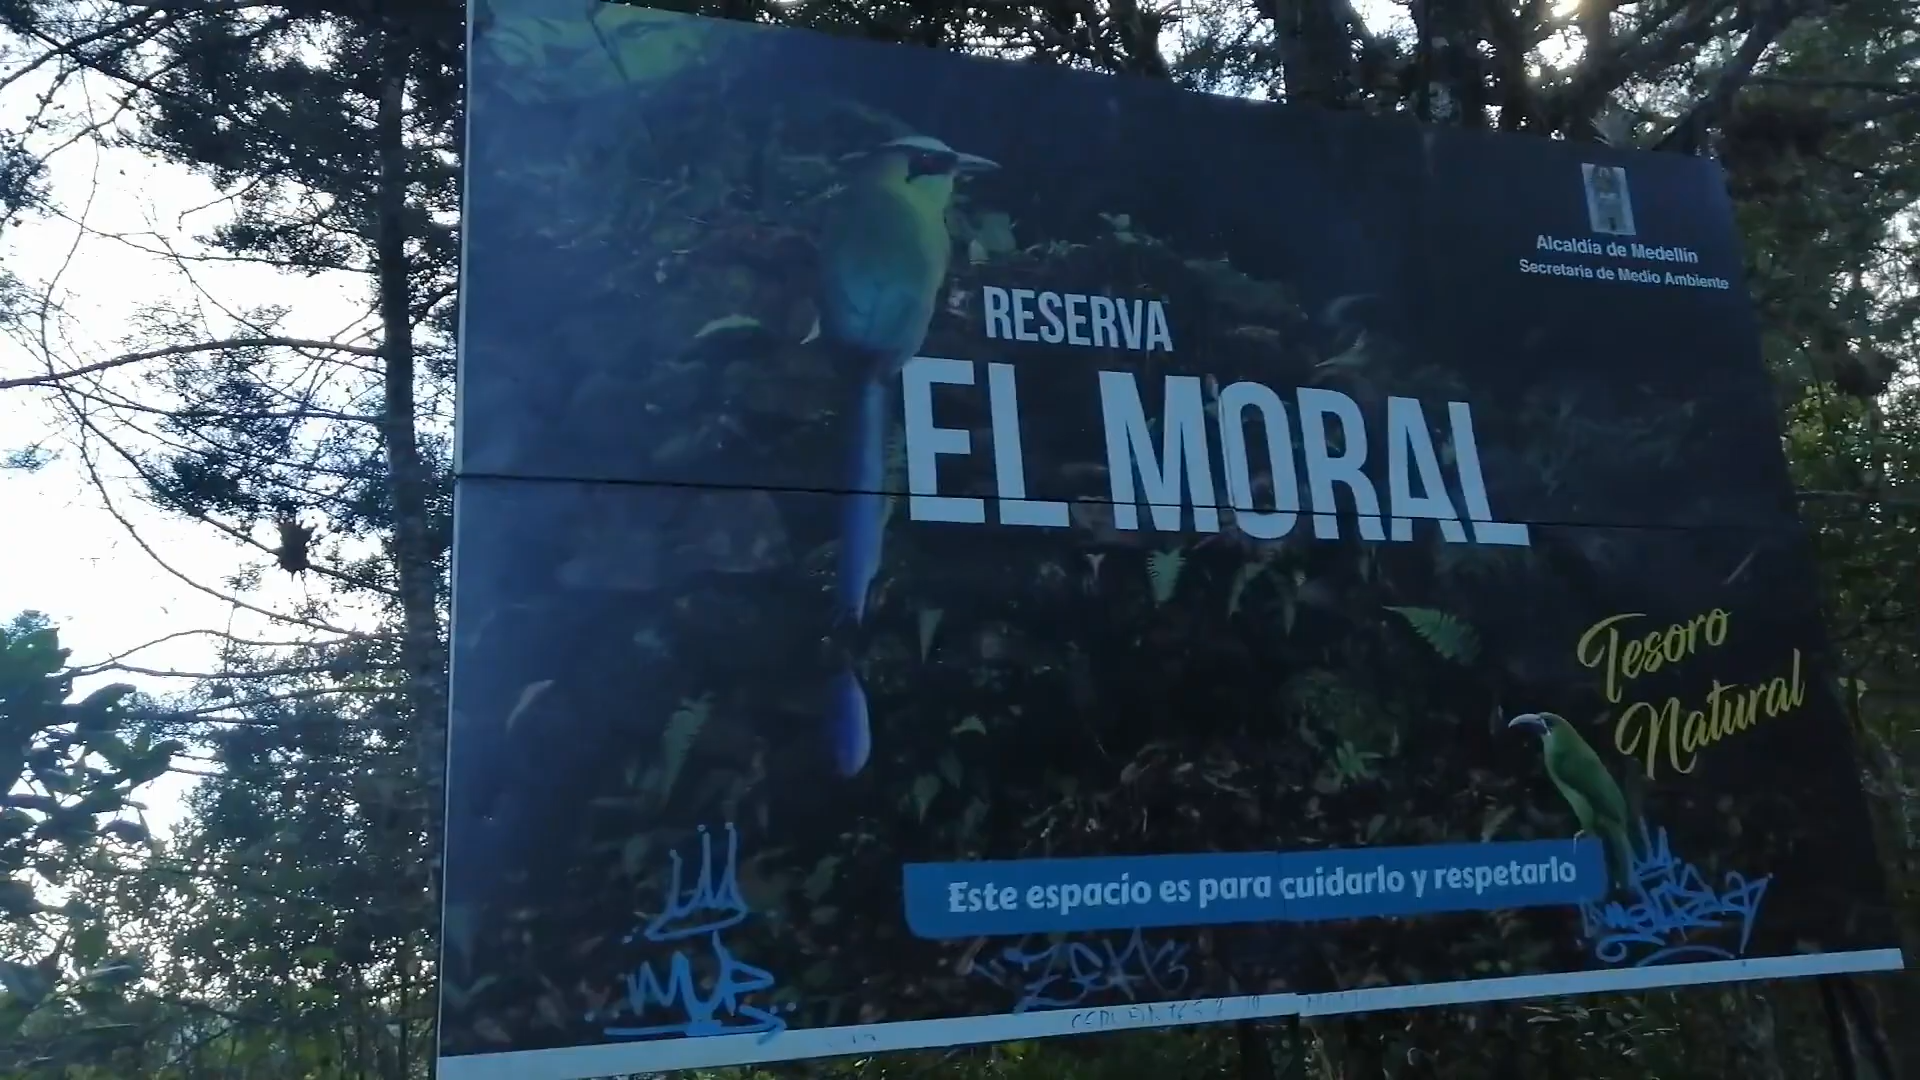 Alcaldía de Medellín
Secretaría de Medio Ambiente
RESERVA
EL MORAL
Tesoro
Natural
Este espacio es para cuidarlo y respetarlo